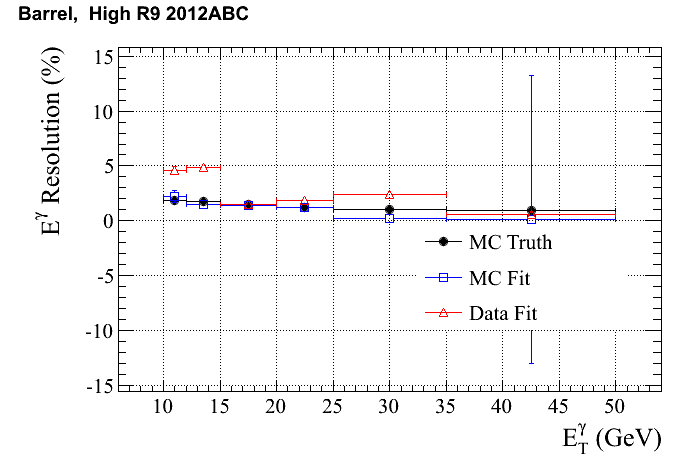 Barrel, High R9 2012ABC
E^γ Resolution (%)
15
10
5
0
-5
-10
-15
MC Truth
MC Fit
Data Fit
10 15 20 25 30 35 40 45 50
E_T^γ (GeV)